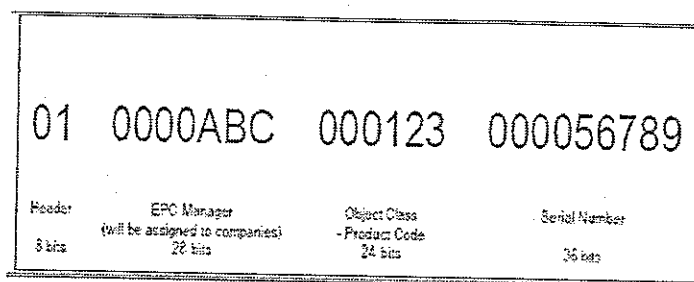 01 0000ABC 000123 000056789
Header EPC Manager Object Class Serial Number
(will be assigned to companies) - Product Code
8 bits 28 bits 24 bits 36 bits